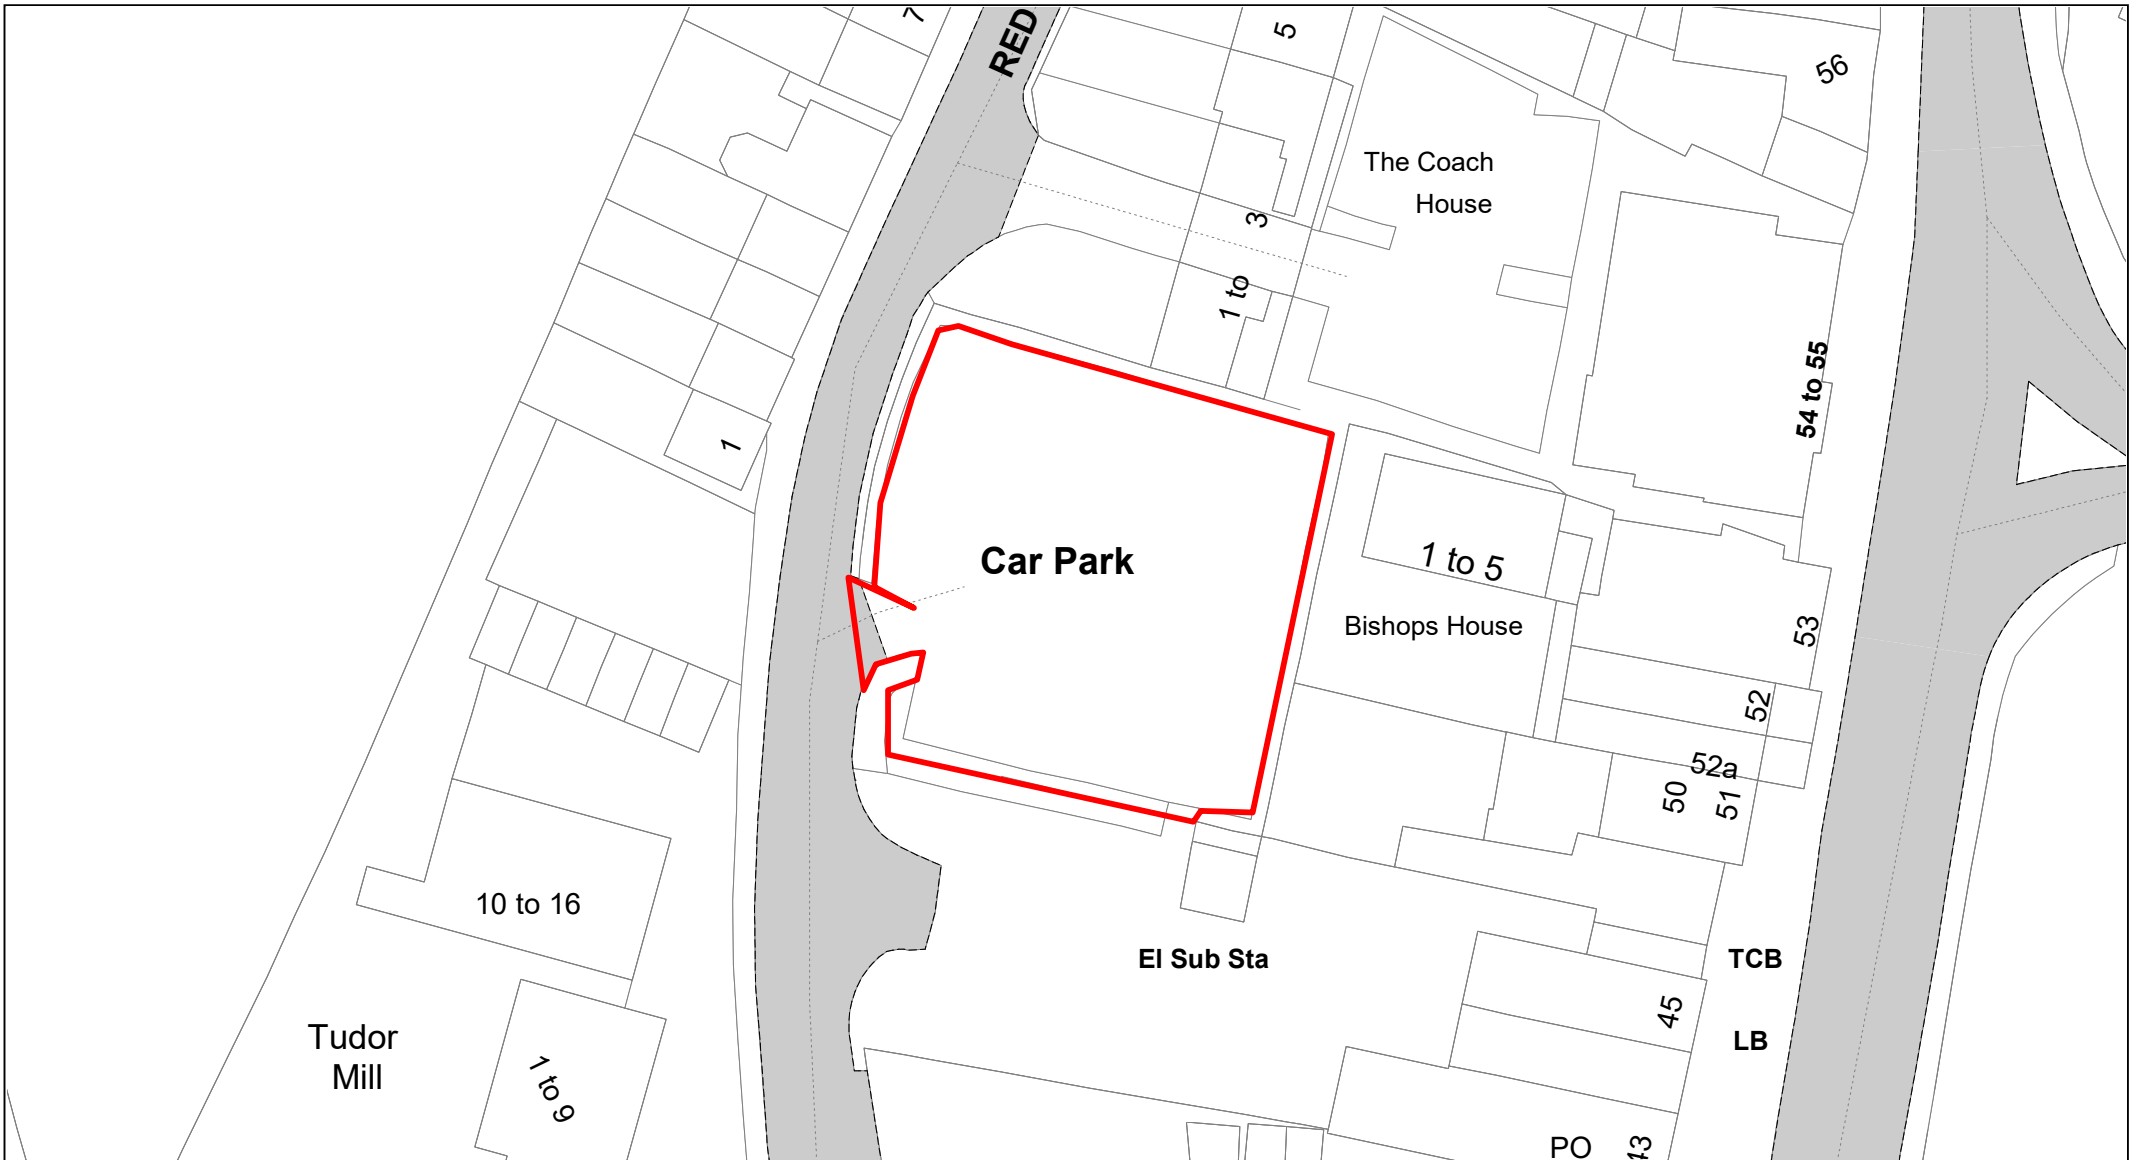 7
RED
5
56
The Coach
House
3
1 to
54 to 55
1
Car Park
1 to 5
Bishops House
53
52
52a
50
51
10 to 16
El Sub Sta
TCB
45
LB
Tudor
Mill
1 to 9
PO
43